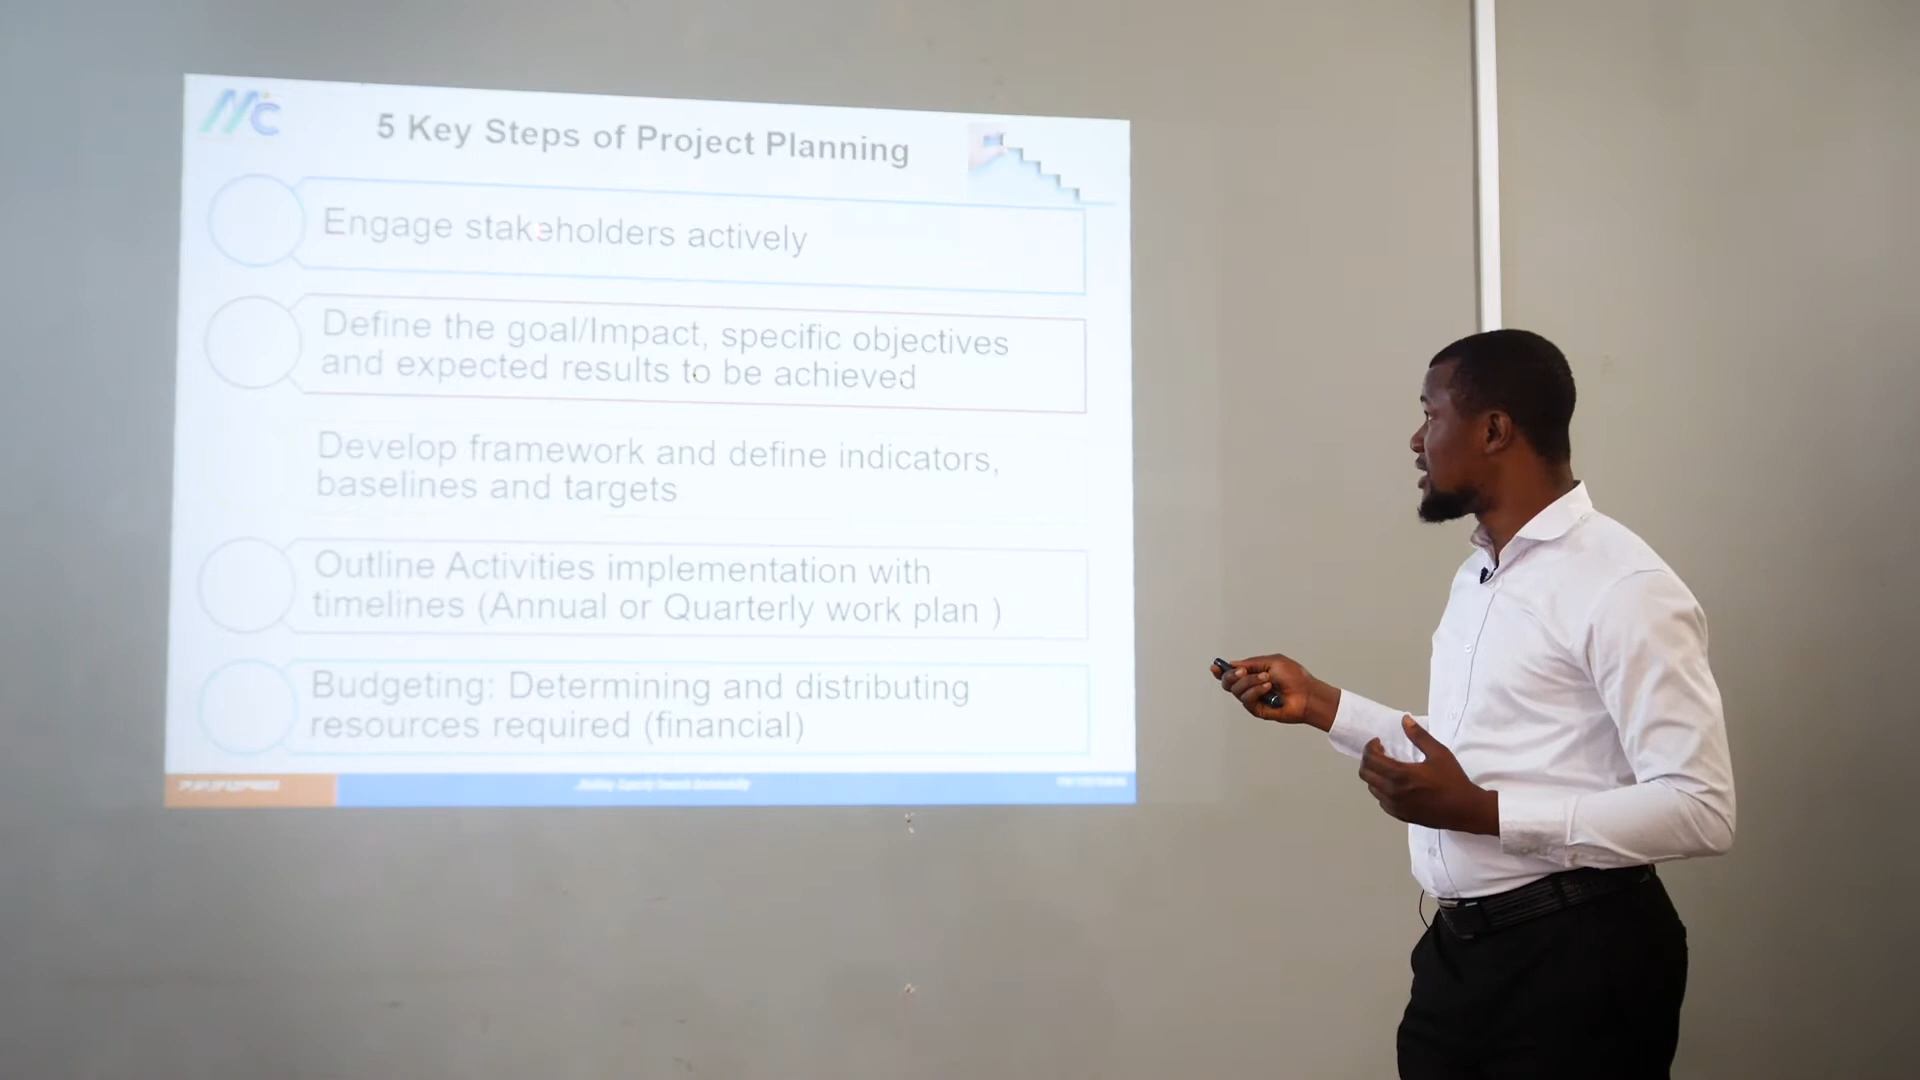 MC
5 Key Steps of Project Planning
Engage stakeholders actively
Define the goal/Impact, specific objectives
and expected results to be achieved
Develop framework and define indicators,
baselines and targets
Outline Activities implementation with
timelines (Annual or Quarterly work plan )
Budgeting: Determining and distributing
resources required (financial)